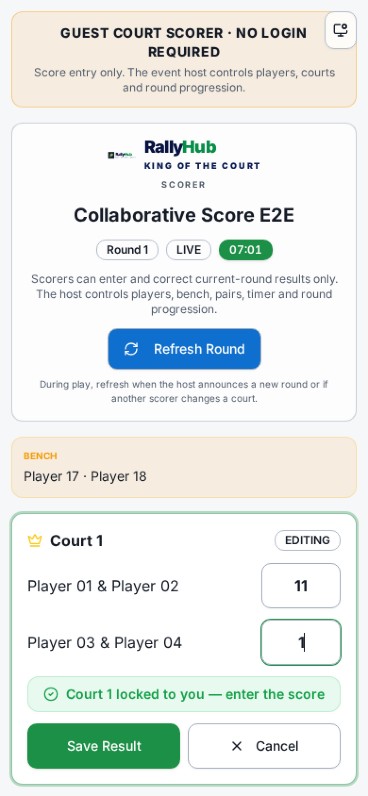 GUEST COURT SCORER · NO LOGIN
REQUIRED
Score entry only. The event host controls players, courts
and round progression.
RallyHub
KING OF THE COURT
SCORER
Collaborative Score E2E
Round 1 LIVE 07:01
Scorers can enter and correct current-round results only.
The host controls players, bench, pairs, timer and round
progression.
Refresh Round
During play, refresh when the host announces a new round or if
another scorer changes a court.
BENCH
Player 17 · Player 18
Court 1 EDITING
Player 01 & Player 02 11
Player 03 & Player 04 1
Court 1 locked to you — enter the score
Save Result Cancel